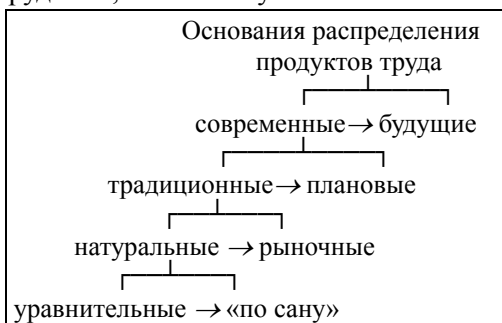 Основания распределения
продуктов труда
современные→ будущие
традиционные→ плановые
натуральные → рыночные
уравнительные → «по сану»